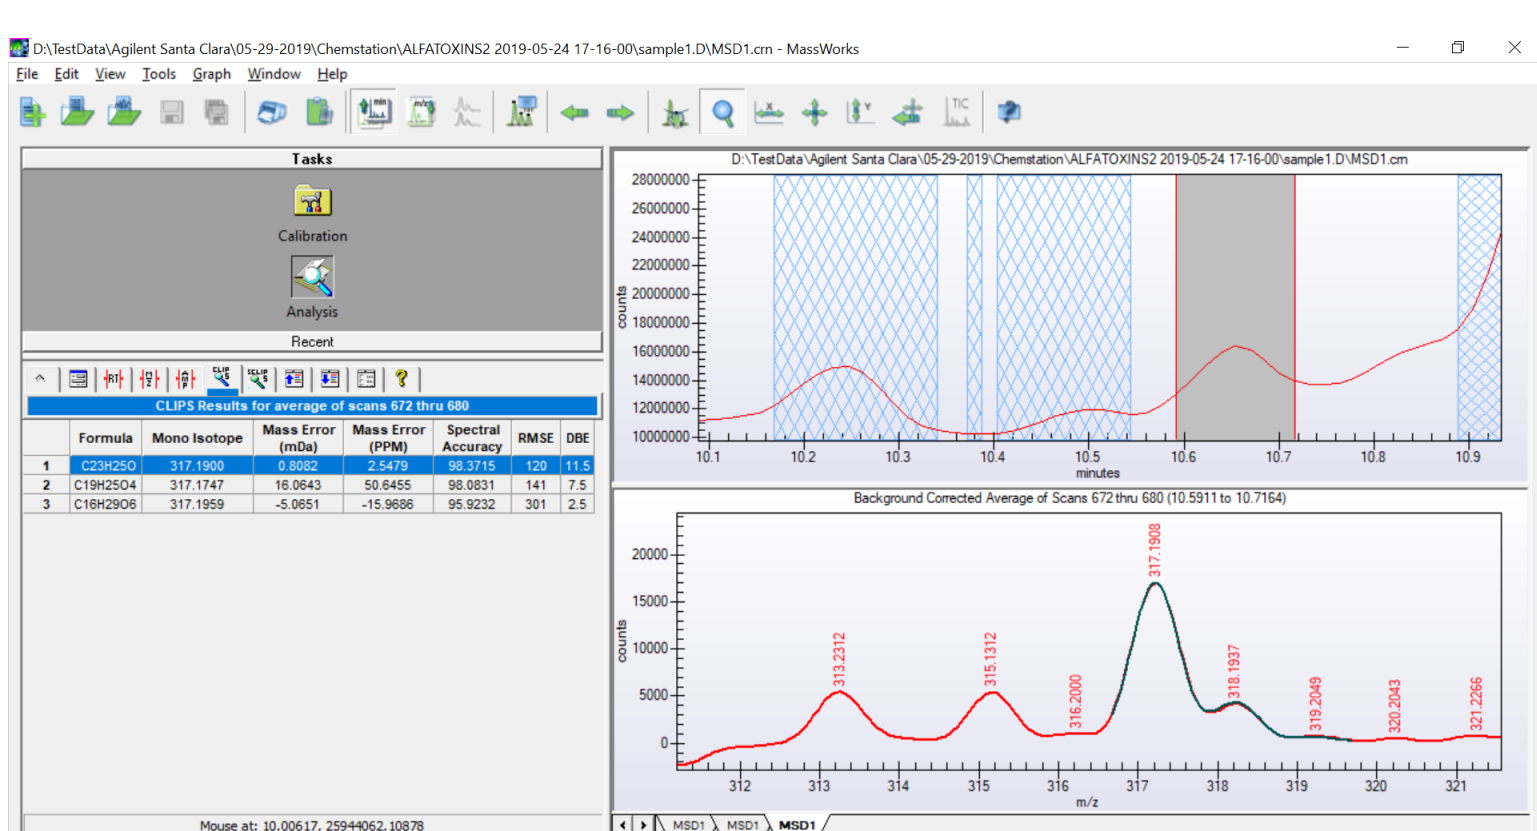 D:\TestData\Agilent Santa Clara\05-29-2019\Chemstation\ALFATOXINS2 2019-05-24 17-16-00\sample1.D\MSD1.crn - MassWorks
File Edit View Tools Graph Window Help
min m/z TIC X Y
Tasks
Calibration
Analysis
Recent
RT M Z A M P CLIPS SCLIPS ?
CLIPS Results for average of scans 672 thru 680
Formula Mono Isotope Mass Error (mDa) Mass Error (PPM) Spectral Accuracy RMSE DBE
1 C23H25O 317.1900 0.8082 2.5479 98.3715 120 11.5
2 C19H25O4 317.1747 16.0643 50.6455 98.0831 141 7.5
3 C16H29O6 317.1959 -5.0651 -15.9686 95.9232 301 2.5
Mouse at: 10.00617, 25944062.10878
D:\TestData\Agilent Santa Clara\05-29-2019\Chemstation\ALFATOXINS2 2019-05-24 17-16-00\sample1.D\MSD1.crn
28000000
26000000
24000000
22000000
20000000
18000000
16000000
14000000
12000000
10000000
counts
10.1 10.2 10.3 10.4 10.5 10.6 10.7 10.8 10.9
minutes
Background Corrected Average of Scans 672 thru 680 (10.5911 to 10.7164)
20000
15000
10000
5000
0
counts
313.2312
315.1312
316.2000
317.1908
318.1937
319.2049
320.2043
321.2266
312 313 314 315 316 317 318 319 320 321
m/z
MSD1 MSD1 MSD1